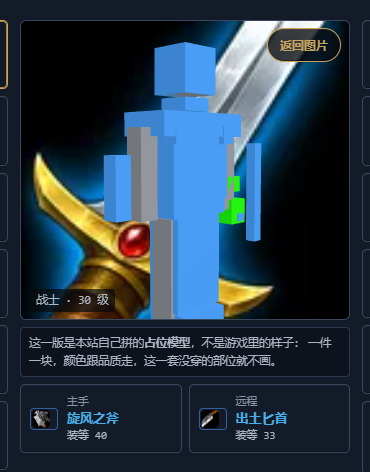 返回图片
战士 · 30 级
这一版是本站自己拼的占位模型，不是游戏里的样子： 一件
一块，颜色跟品质走，这一套没穿的部位就不画。
主手
旋风之斧
装等 40
远程
出土匕首
装等 33